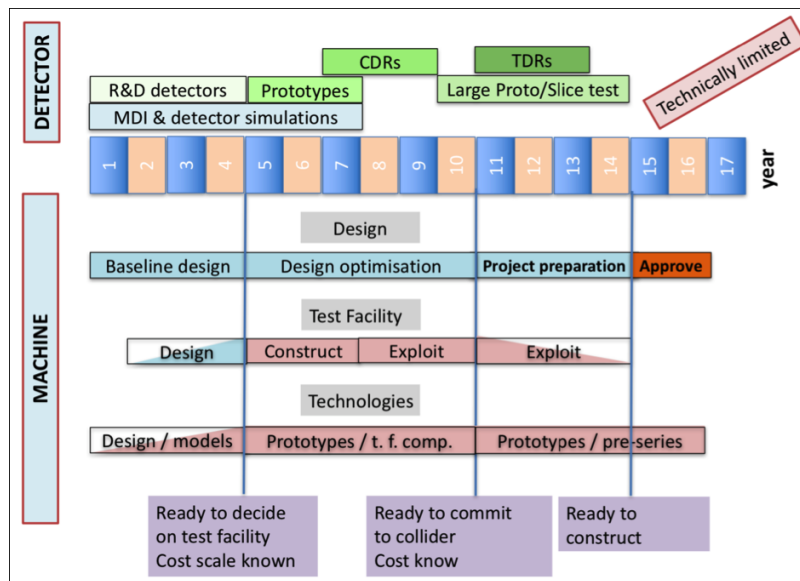 DETECTOR
CDRs
TDRs
Technically limited
R&D detectors
Prototypes
Large Proto/Slice test
MDI & detector simulations
1 2 3 4 5 6 7 8 9 10 11 12 13 14 15 16 17
year
MACHINE
Design
Baseline design
Design optimisation
Project preparation
Approve
Test Facility
Design
Construct
Exploit
Exploit
Technologies
Design / models
Prototypes / t. f. comp.
Prototypes / pre-series
Ready to decide
on test facility
Cost scale known
Ready to commit
to collider
Cost know
Ready to
construct